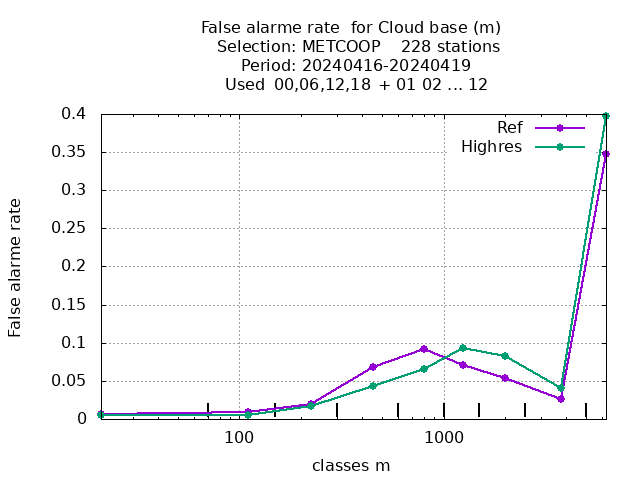 False alarme rate  for Cloud base (m)
Selection: METCOOP    228 stations
Period: 20240416-20240419
Used  00,06,12,18 + 01 02 ... 12
Ref
Highres
0.4
0.35
0.3
0.25
0.2
0.15
0.1
0.05
0
False alarme rate
100
1000
classes m